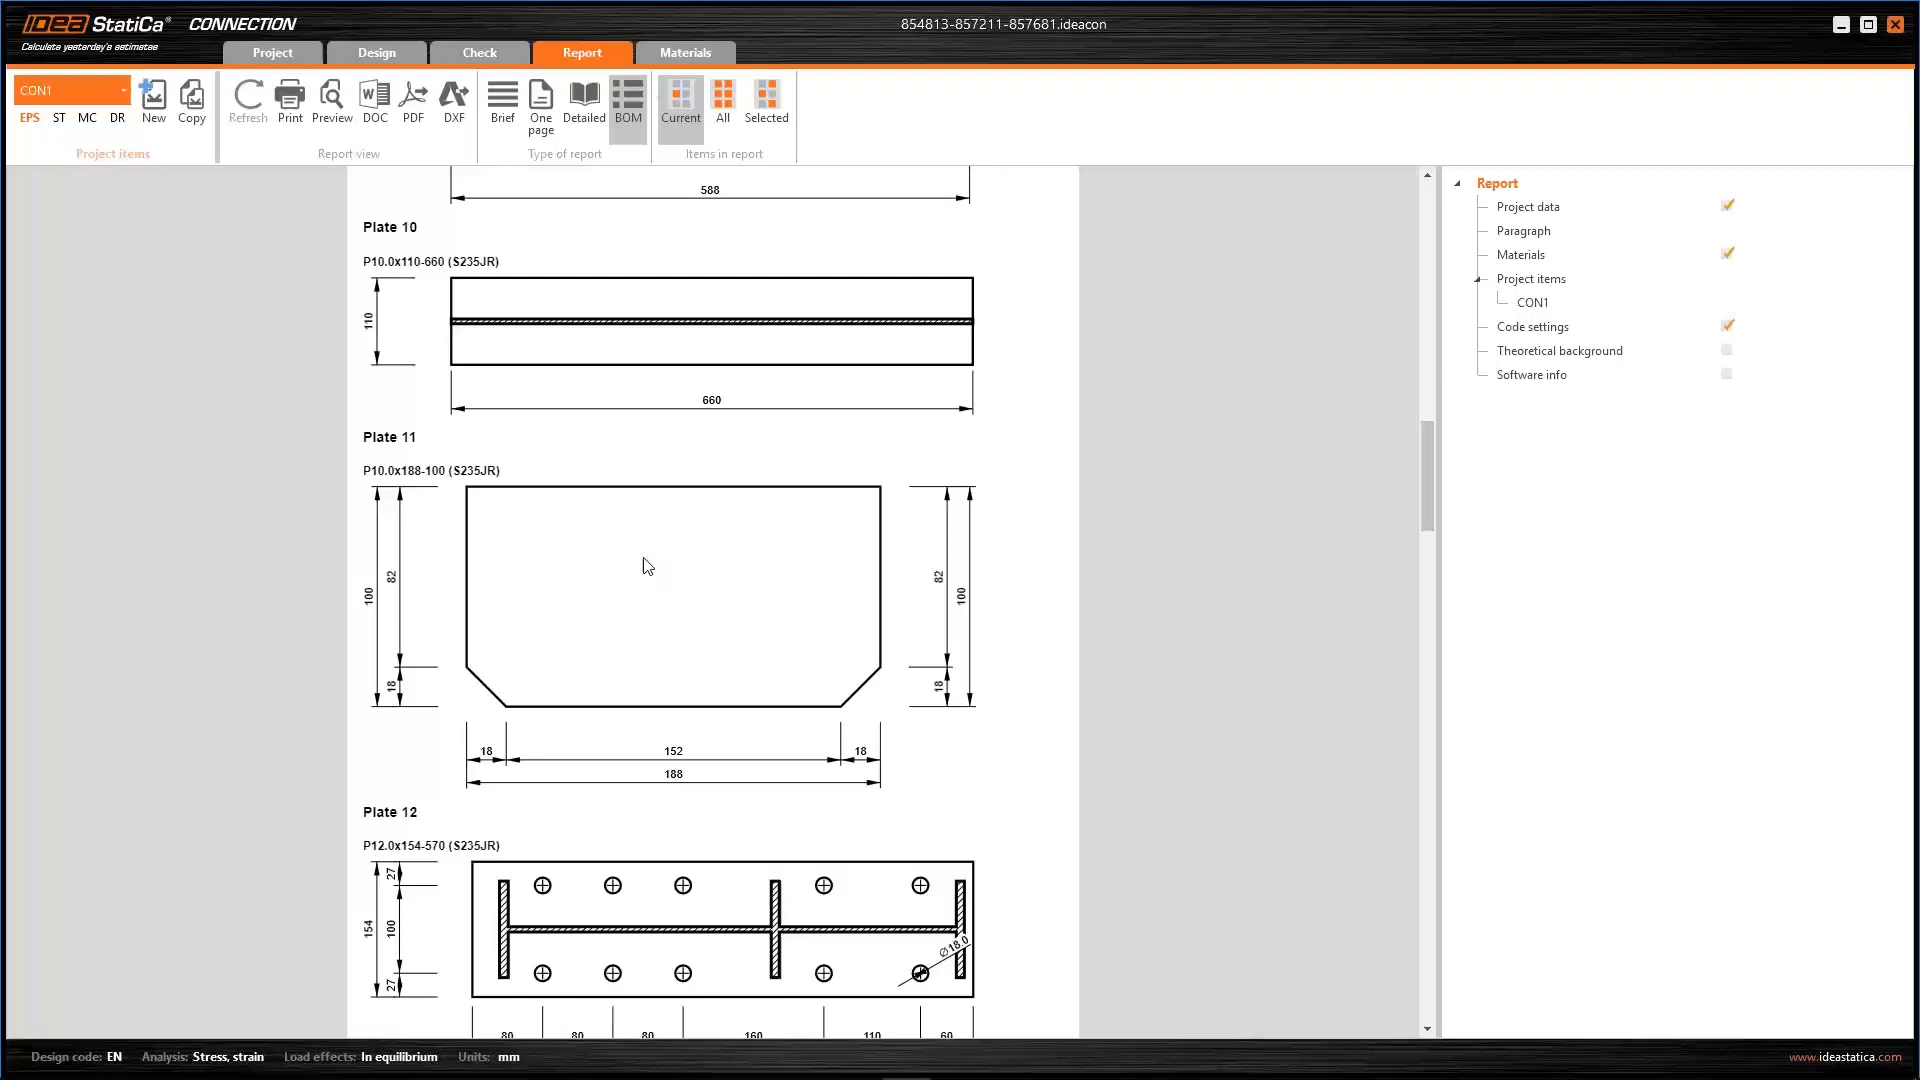 IDEA StatiCa® CONNECTION
Calculate yesterday's estimates
854813-857211-857681.ideacon
Project
Design
Check
Report
Materials
CON1
EPS ST MC DR
New
Copy
Refresh
Print
Preview
DOC
PDF
DXF
Brief
One page
Detailed
BOM
Current
All
Selected
Project items
Report view
Type of report
Items in report
588
Plate 10
P10.0x110-660 (S235JR)
110
660
Plate 11
P10.0x188-100 (S235JR)
100
82
18
82
100
18
18 152 18
188
Plate 12
P12.0x154-570 (S235JR)
154
27
100
27
Ø18.0
80 80 80 160 110 60
Report
Project data
Paragraph
Materials
Project items
CON1
Code settings
Theoretical background
Software info
Design code: EN Analysis: Stress, strain Load effects: In equilibrium Units: mm
www.ideastatica.com